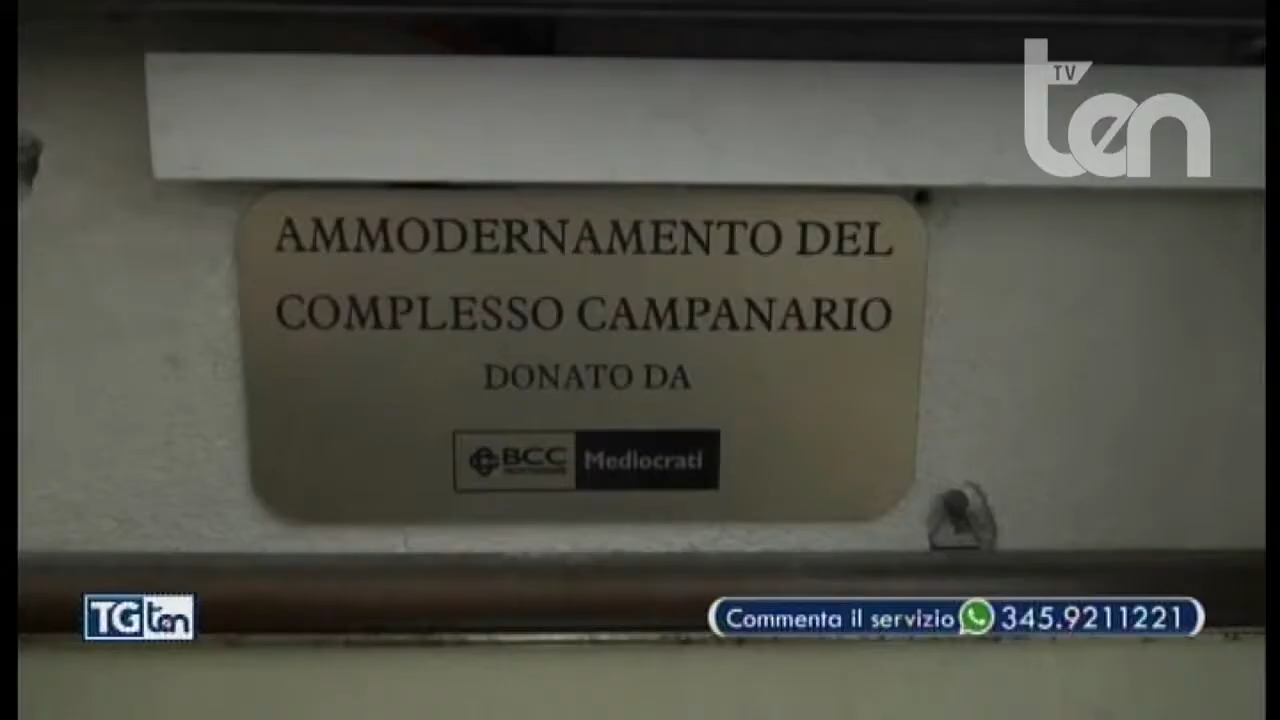 TV
ten
AMMODERNAMENTO DEL
COMPLESSO CAMPANARIO
DONATO DA
BCC Mediocrati
TG ten
Commenta il servizio 345.9211221